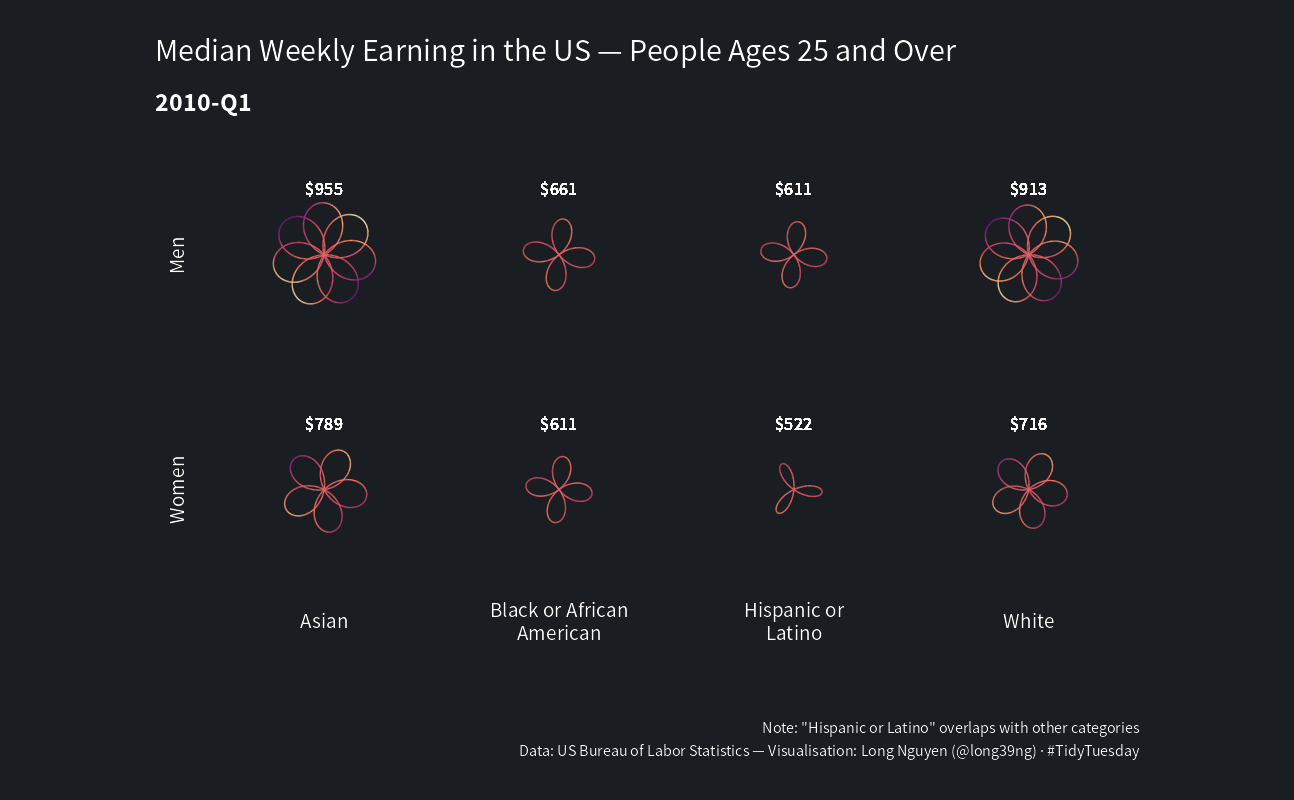 Median Weekly Earning in the US — People Ages 25 and Over
2010-Q1
Men
$955
$661
$611
$913
Women
$789
$611
$522
$716
Asian
Black or African
American
Hispanic or
Latino
White
Note: "Hispanic or Latino" overlaps with other categories
Data: US Bureau of Labor Statistics — Visualisation: Long Nguyen (@long39ng) · #TidyTuesday